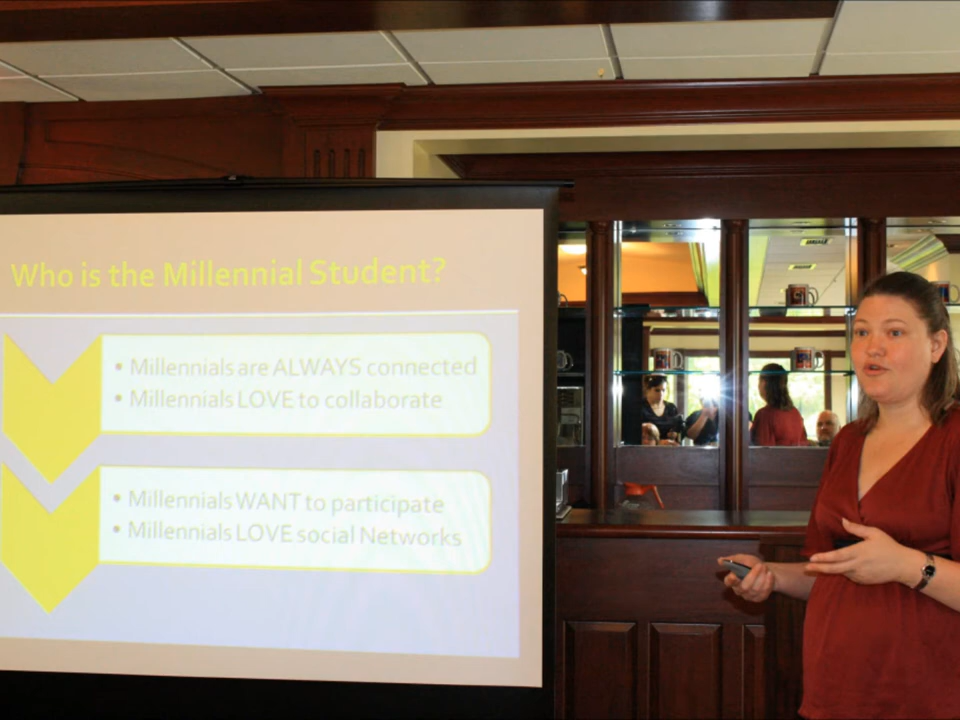 Who is the Millennial Student?
• Millennials are ALWAYS connected
• Millennials LOVE to collaborate
• Millennials WANT to participate
• Millennials LOVE social Networks